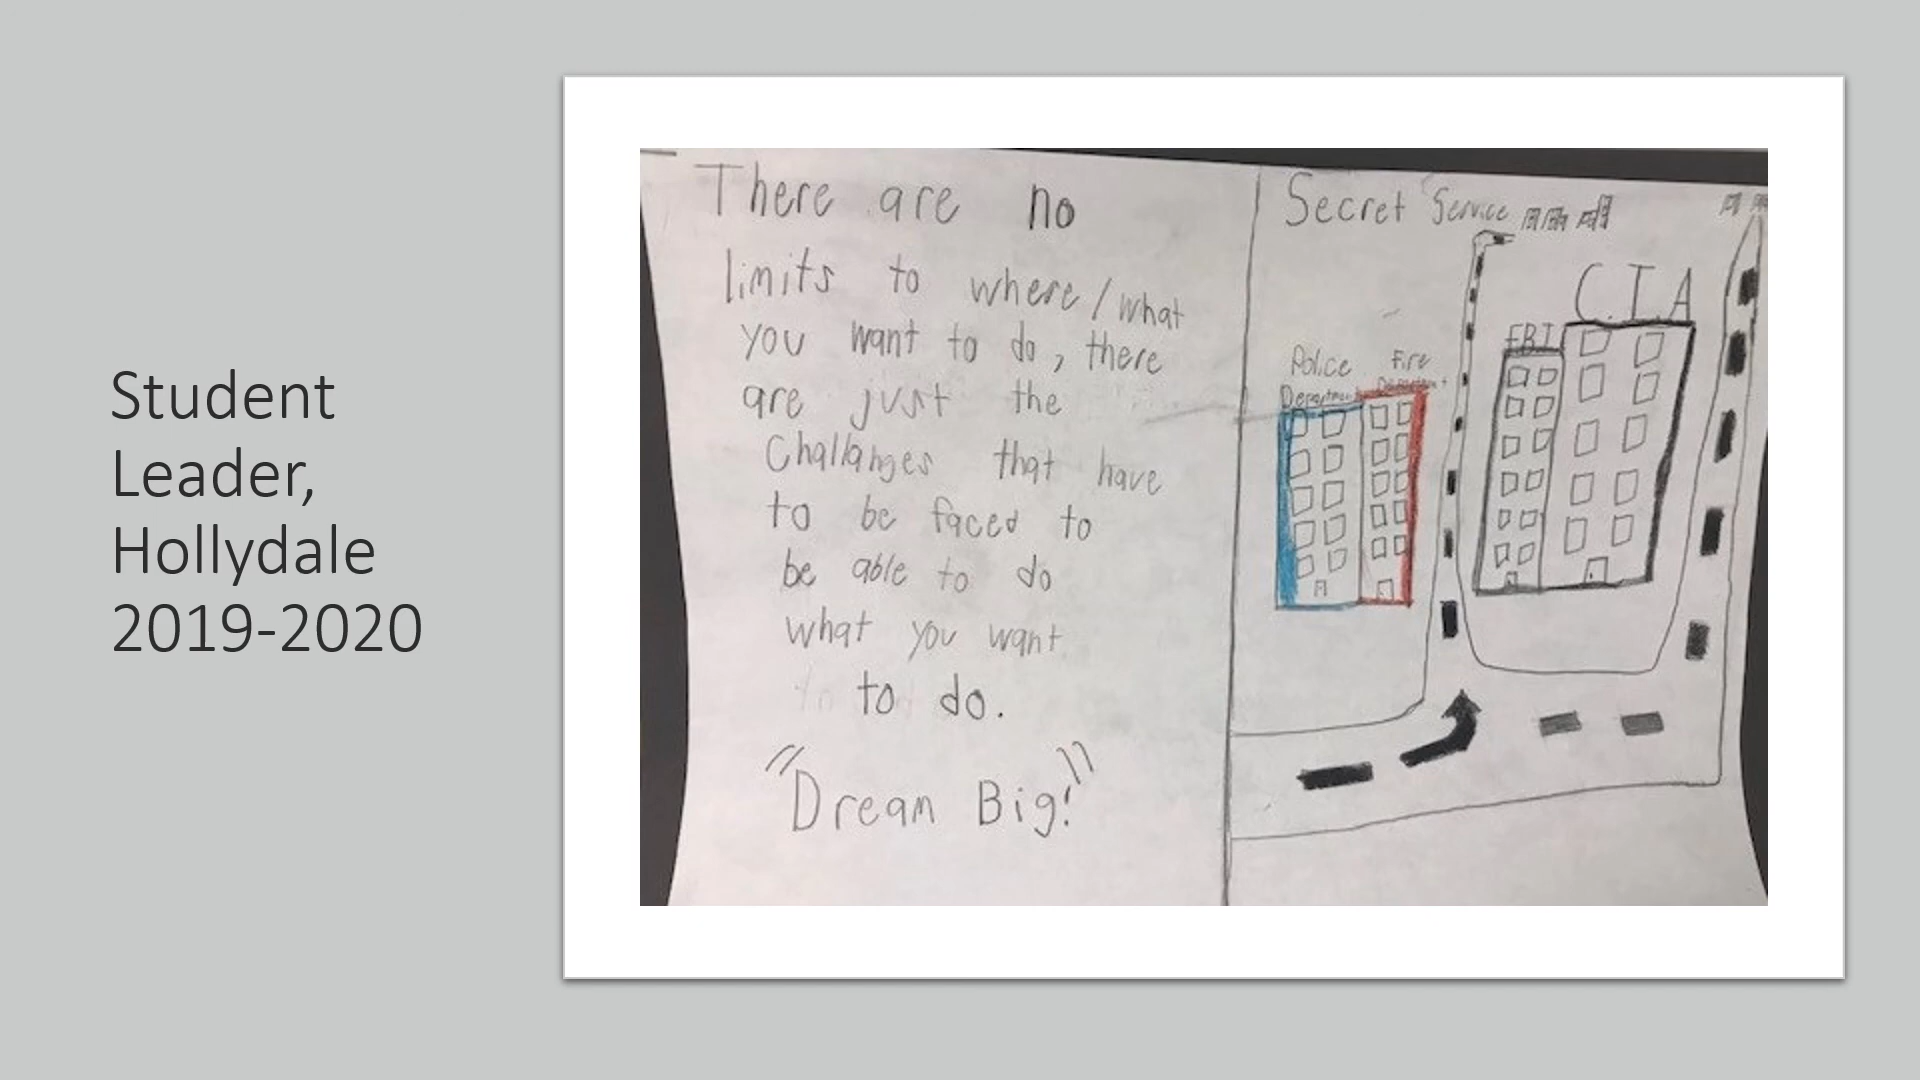 Student
Leader,
Hollydale
2019-2020
There are no
limits to where/what
you want to do, there
are just the
Challanges that have
to be faced to
be able to do
what you want
to do.
"Dream Big!"
Secret Service
C.I.A
FBI
Police
Department
Fire
Department